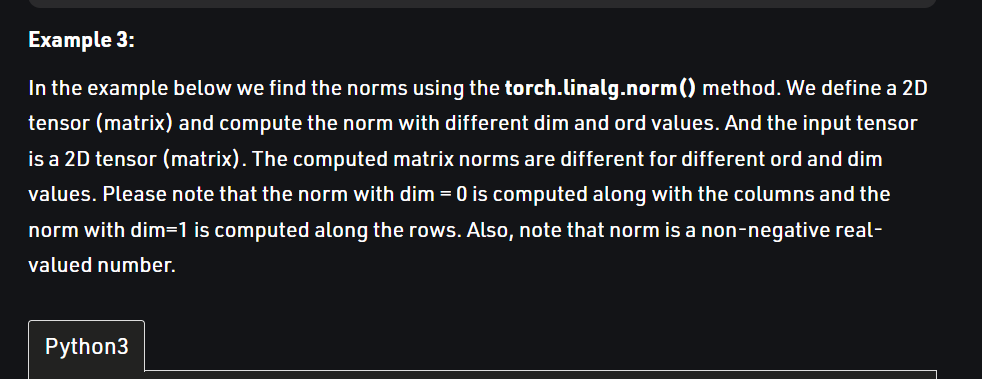 Example 3:
In the example below we find the norms using the torch.linalg.norm() method. We define a 2D
tensor (matrix) and compute the norm with different dim and ord values. And the input tensor
is a 2D tensor (matrix). The computed matrix norms are different for different ord and dim
values. Please note that the norm with dim = 0 is computed along with the columns and the
norm with dim=1 is computed along the rows. Also, note that norm is a non-negative real-
valued number.
Python3